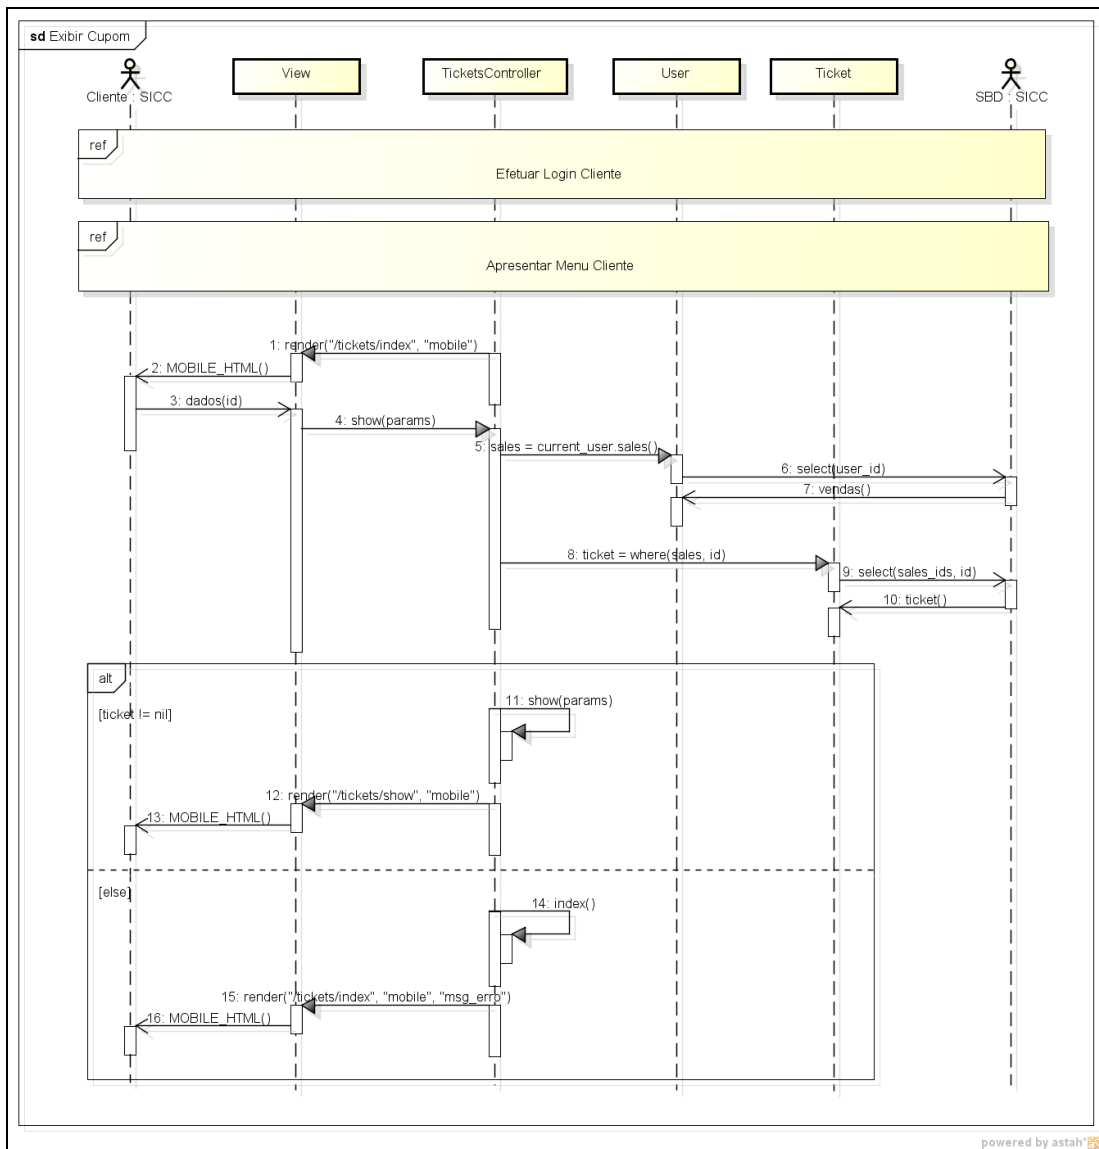 sd Exibir Cupom
Cliente : SICC
View
TicketsController
User
Ticket
SBD : SICC
ref
Efetuar Login Cliente
ref
Apresentar Menu Cliente
1: render("/tickets/index", "mobile")
2: MOBILE_HTML()
3: dados(id)
4: show(params)
5: sales = current_user.sales()
6: select(user_id)
7: vendas()
8: ticket = where(sales, id)
9: select(sales_ids, id)
10: ticket()
alt
[ticket != nil]
11: show(params)
12: render("/tickets/show", "mobile")
13: MOBILE_HTML()
[else]
14: index()
15: render("/tickets/index", "mobile", "msg_erro")
16: MOBILE_HTML()
powered by astah*